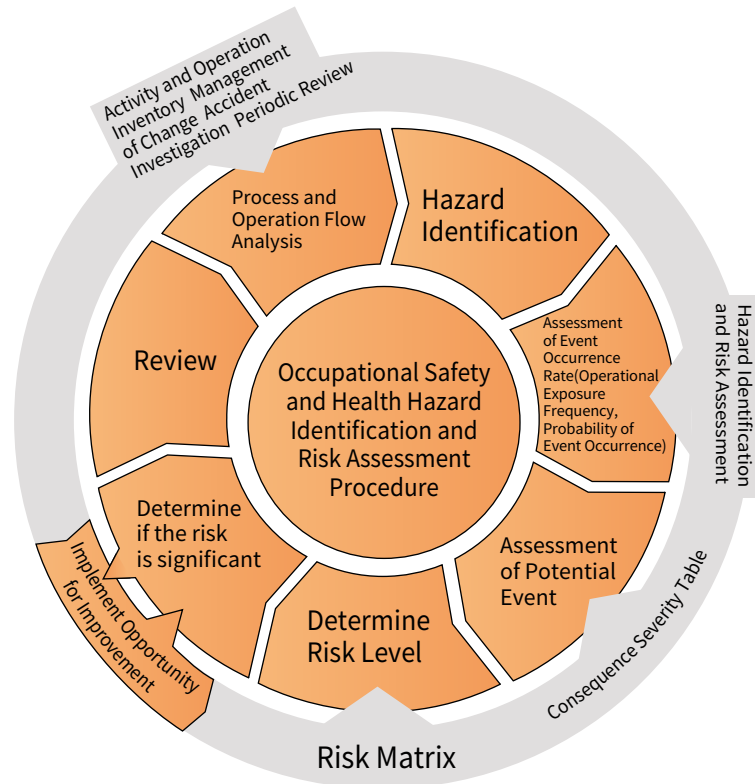 Activity and Operation
Inventory Management
of Change Accident
Investigation Periodic Review
Process and
Operation Flow
Analysis
Hazard
Identification
Assessment
of Event
Occurrence
Rate(Operational
Exposure
Frequency,
Probability of
Event Occurrence)
Hazard Identification
and Risk Assessment
Assessment
of Potential
Event
Consequence Severity Table
Determine
Risk Level
Risk Matrix
Determine
if the risk
is significant
Implement Opportunity
for Improvement
Review
Occupational Safety
and Health Hazard
Identification and
Risk Assessment
Procedure